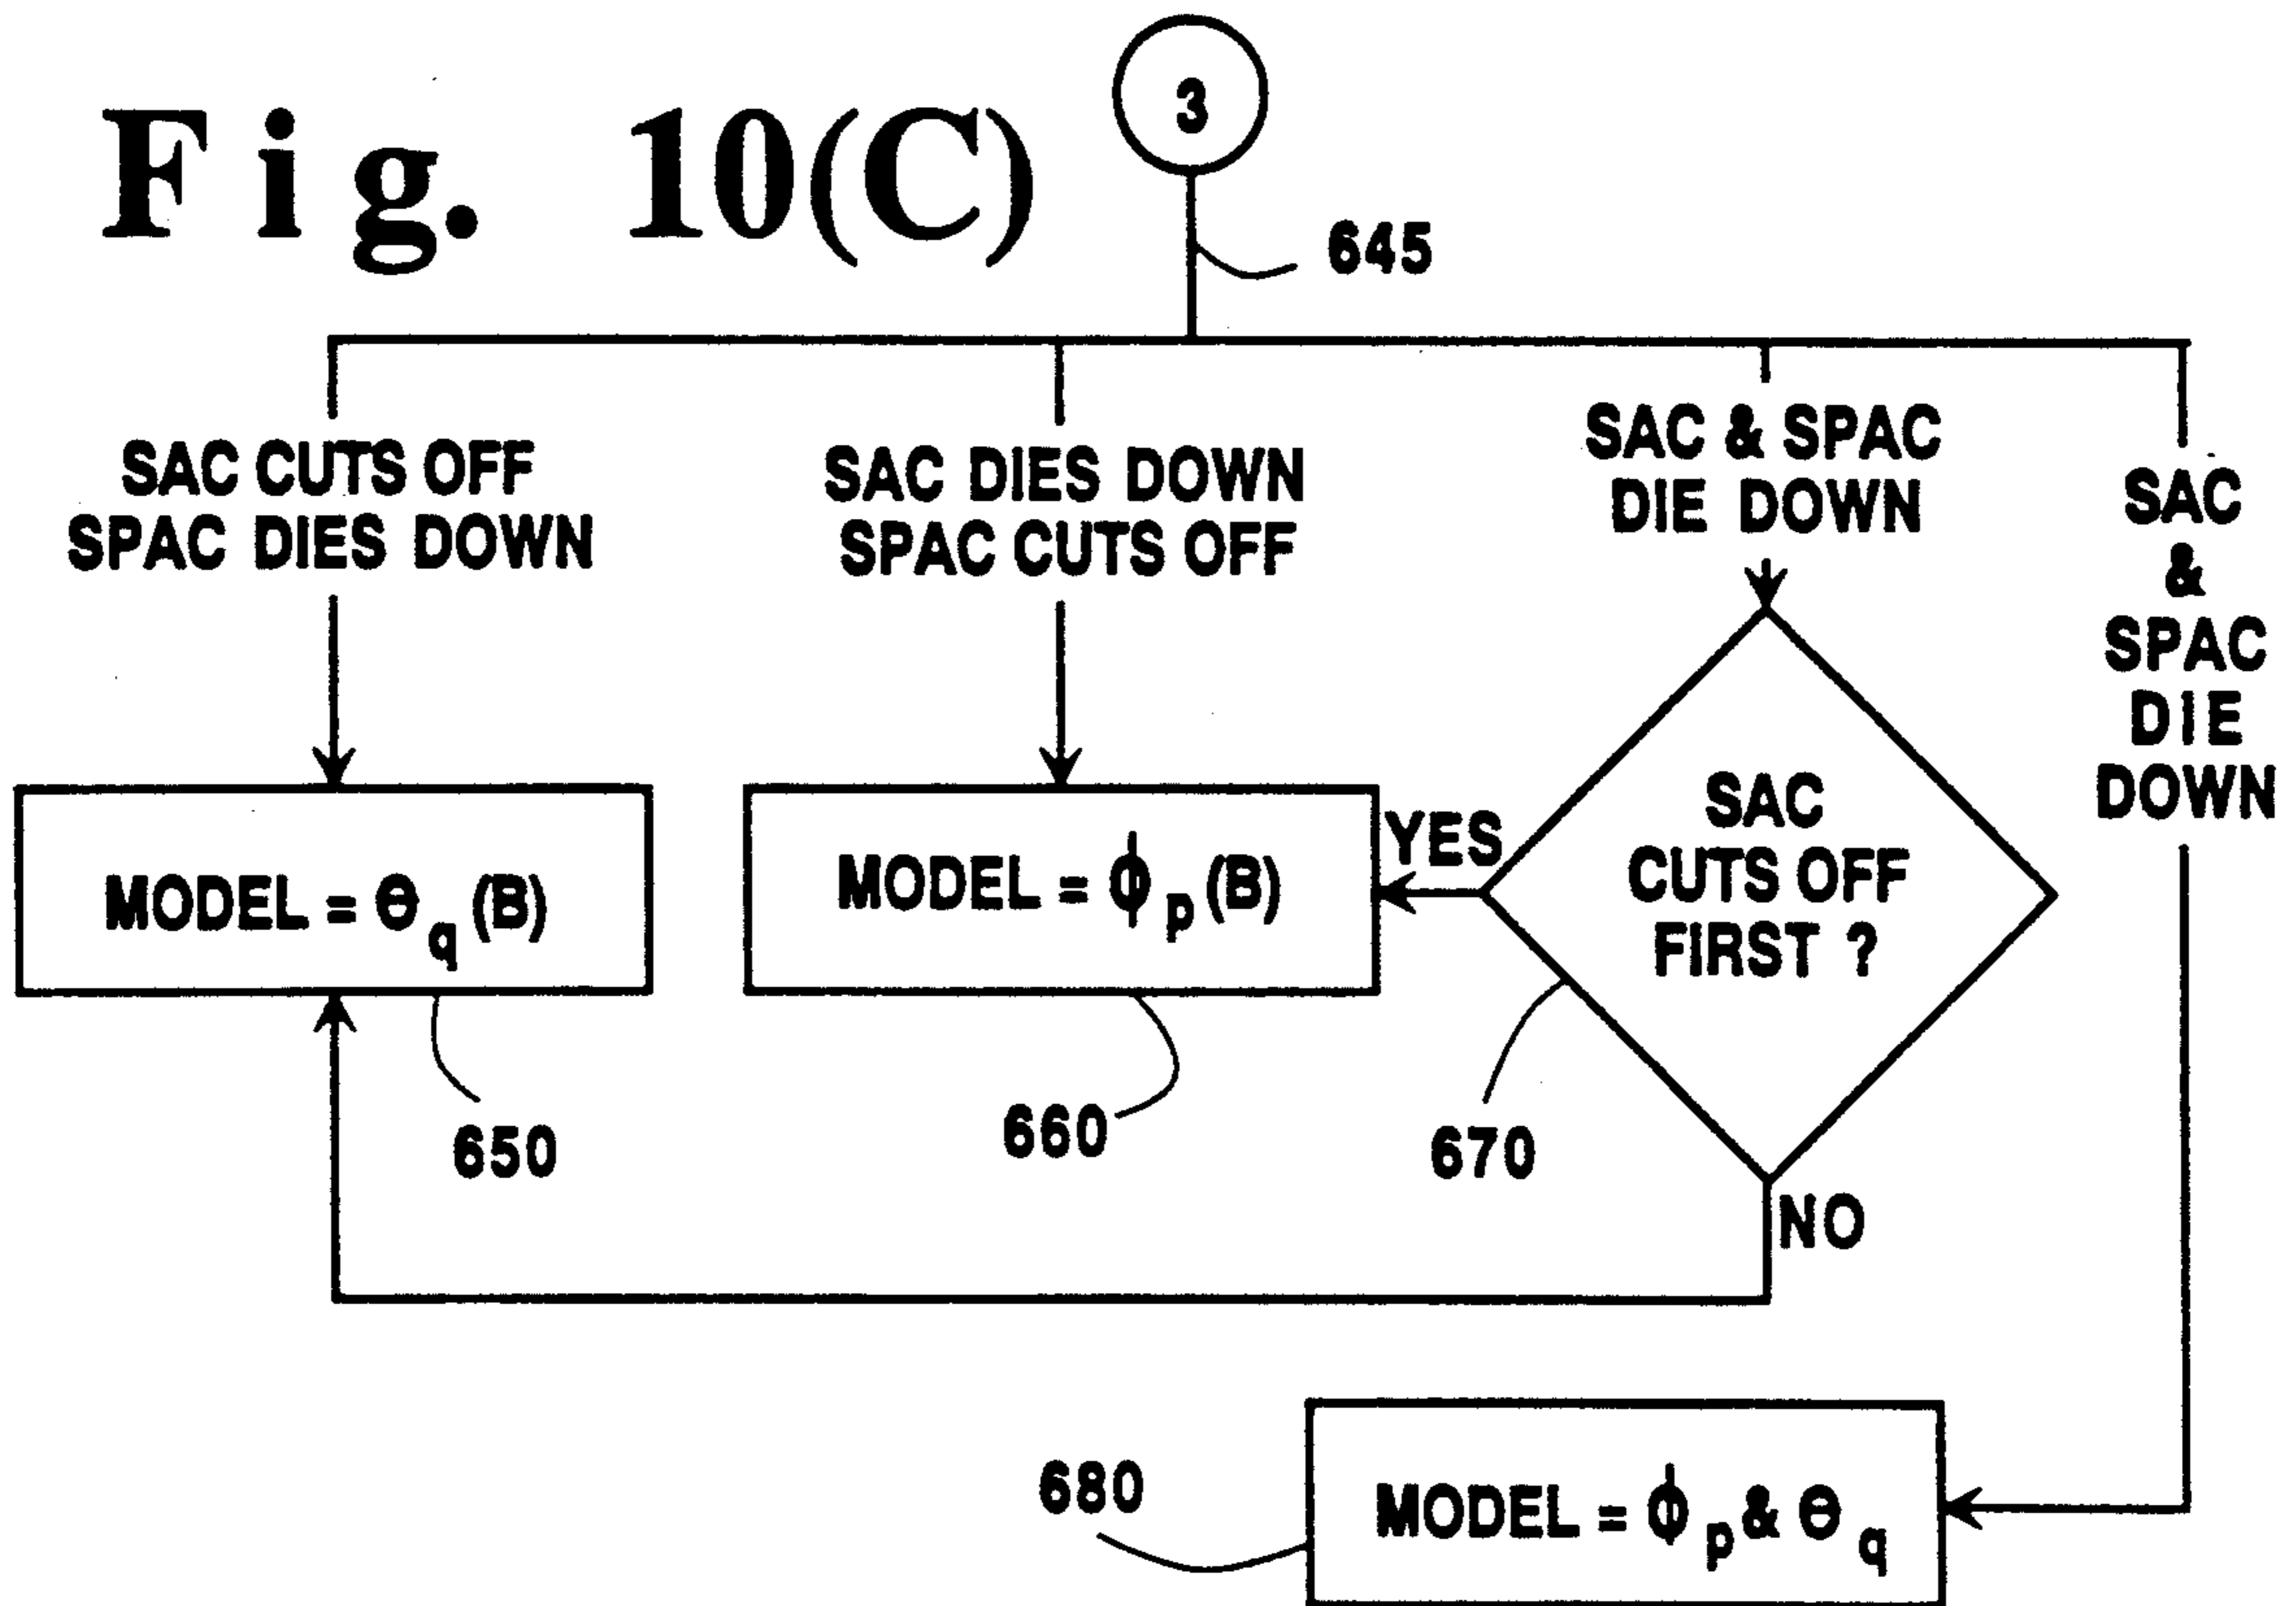 Fig. 10(C)
3
645
SAC CUTS OFF
SPAC DIES DOWN
SAC DIES DOWN
SPAC CUTS OFF
SAC & SPAC
DIE DOWN
SAC
&
SPAC
DIE
DOWN
MODEL = Θq (B)
MODEL = ϕp (B)
YES
SAC
CUTS OFF
FIRST ?
650
660
670
NO
680
MODEL = ϕp & Θq